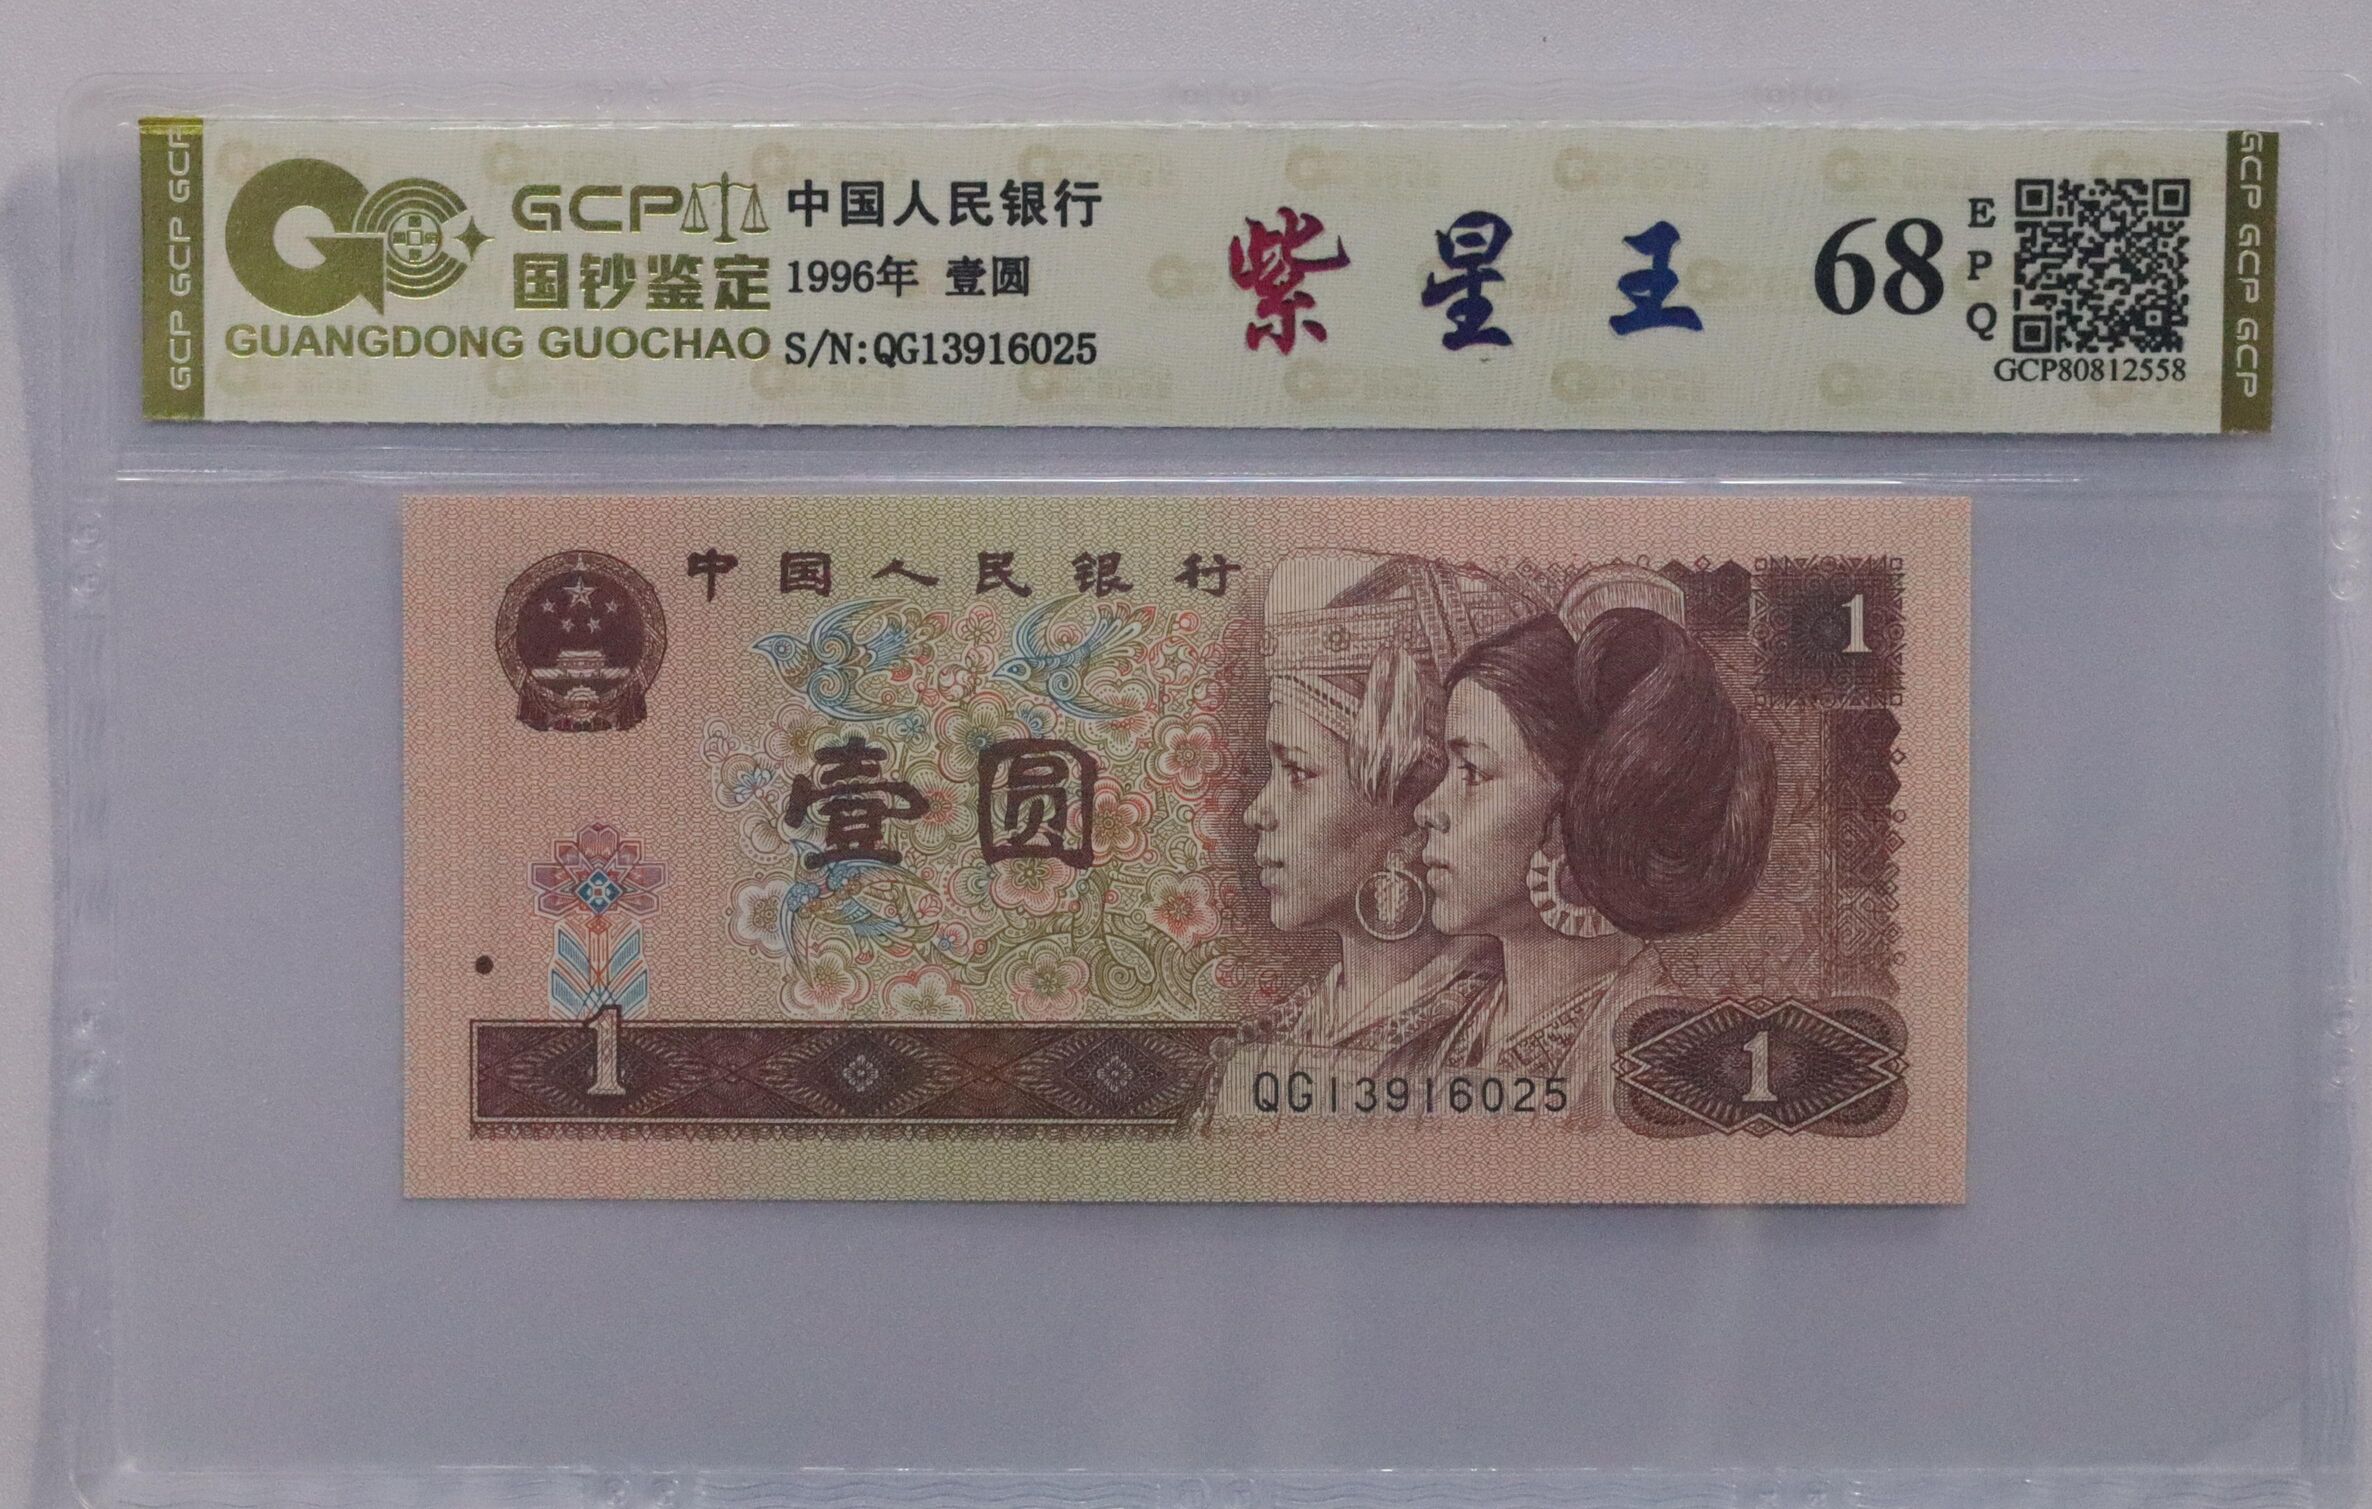 GCP GCP GCP
GCP
国钞鉴定
GUANGDONG GUOCHAO
中国人民银行
1996年 壹圆
S/N:QG13916025
紫星王
68
EPQ
GCP80812558
GCP GCP GCP
中国人民银行
1
壹圆
1
QG13916025
1